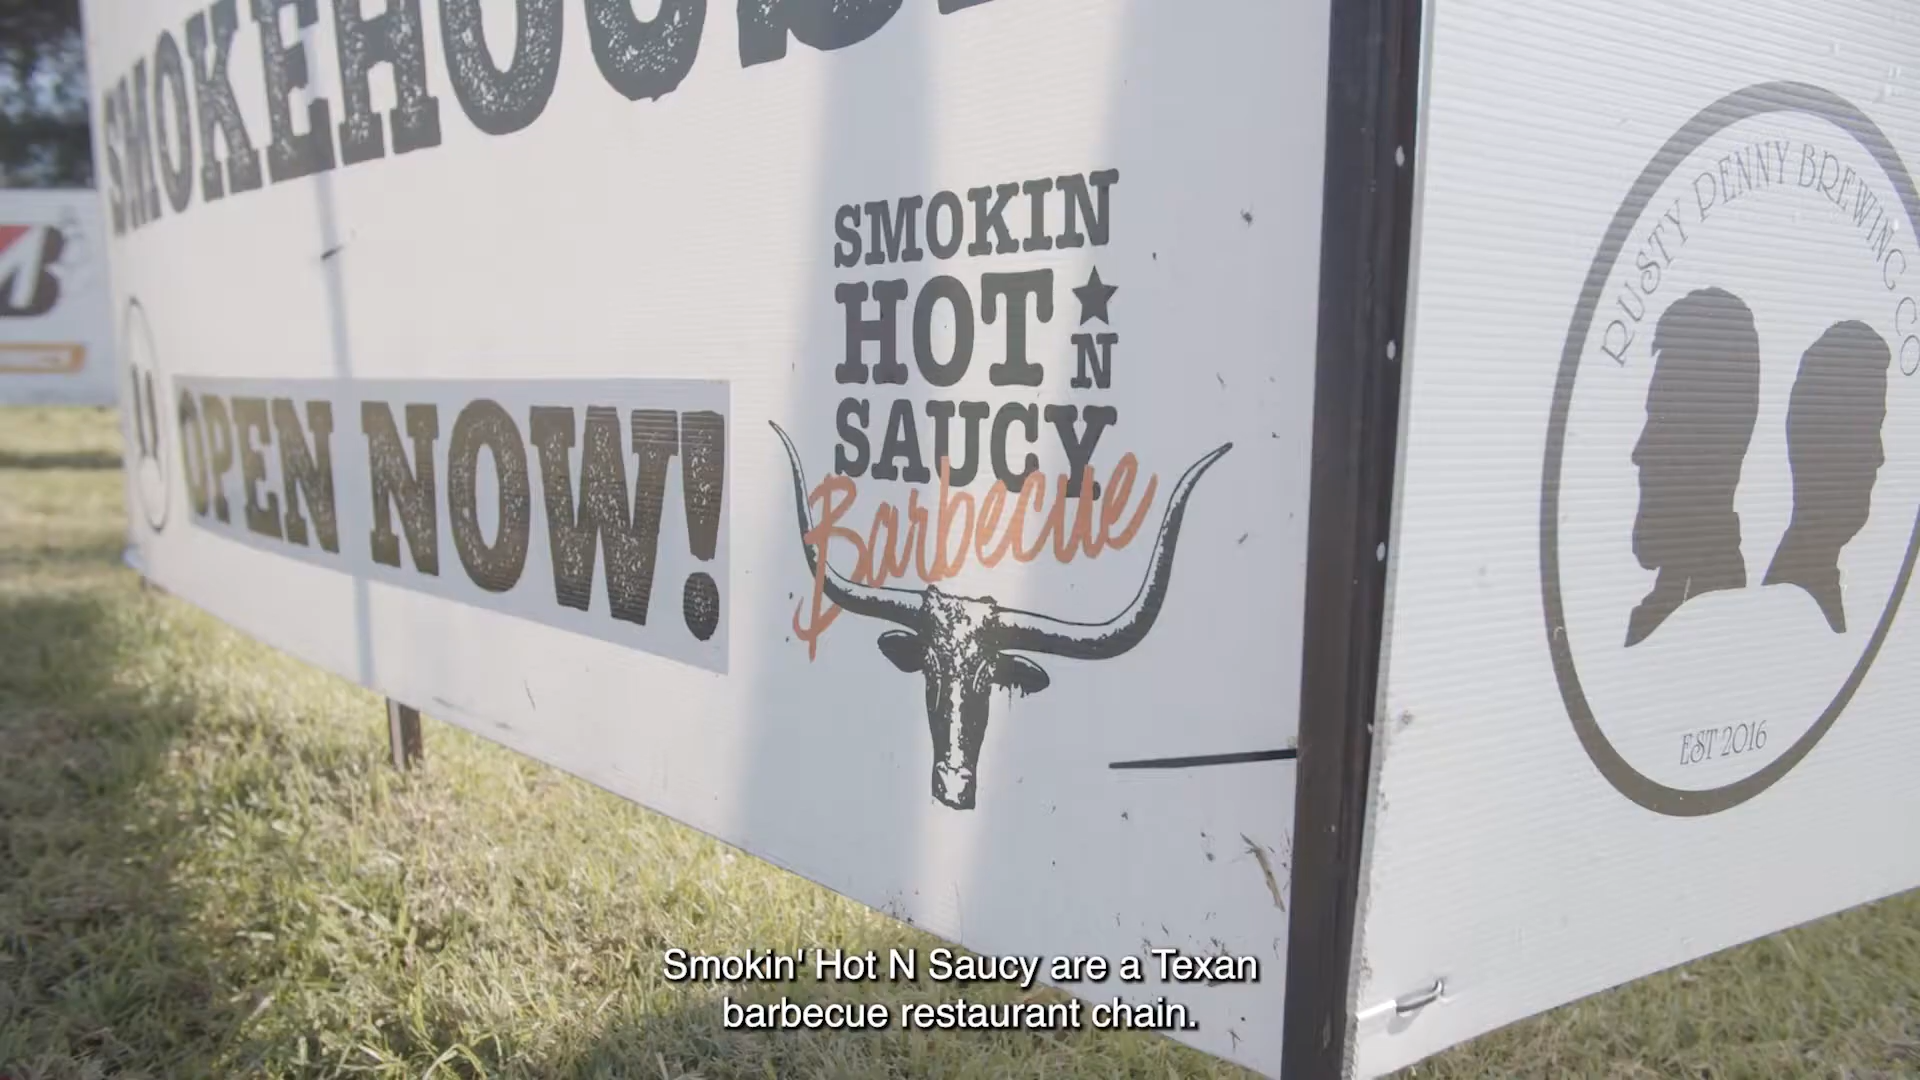 SMOKEHOUSE
OPEN NOW!
SMOKIN
HOT N
SAUCY
Barbecue
RUSTY PENNY BREWING CO
EST 2016
Smokin' Hot N Saucy are a Texan
barbecue restaurant chain.